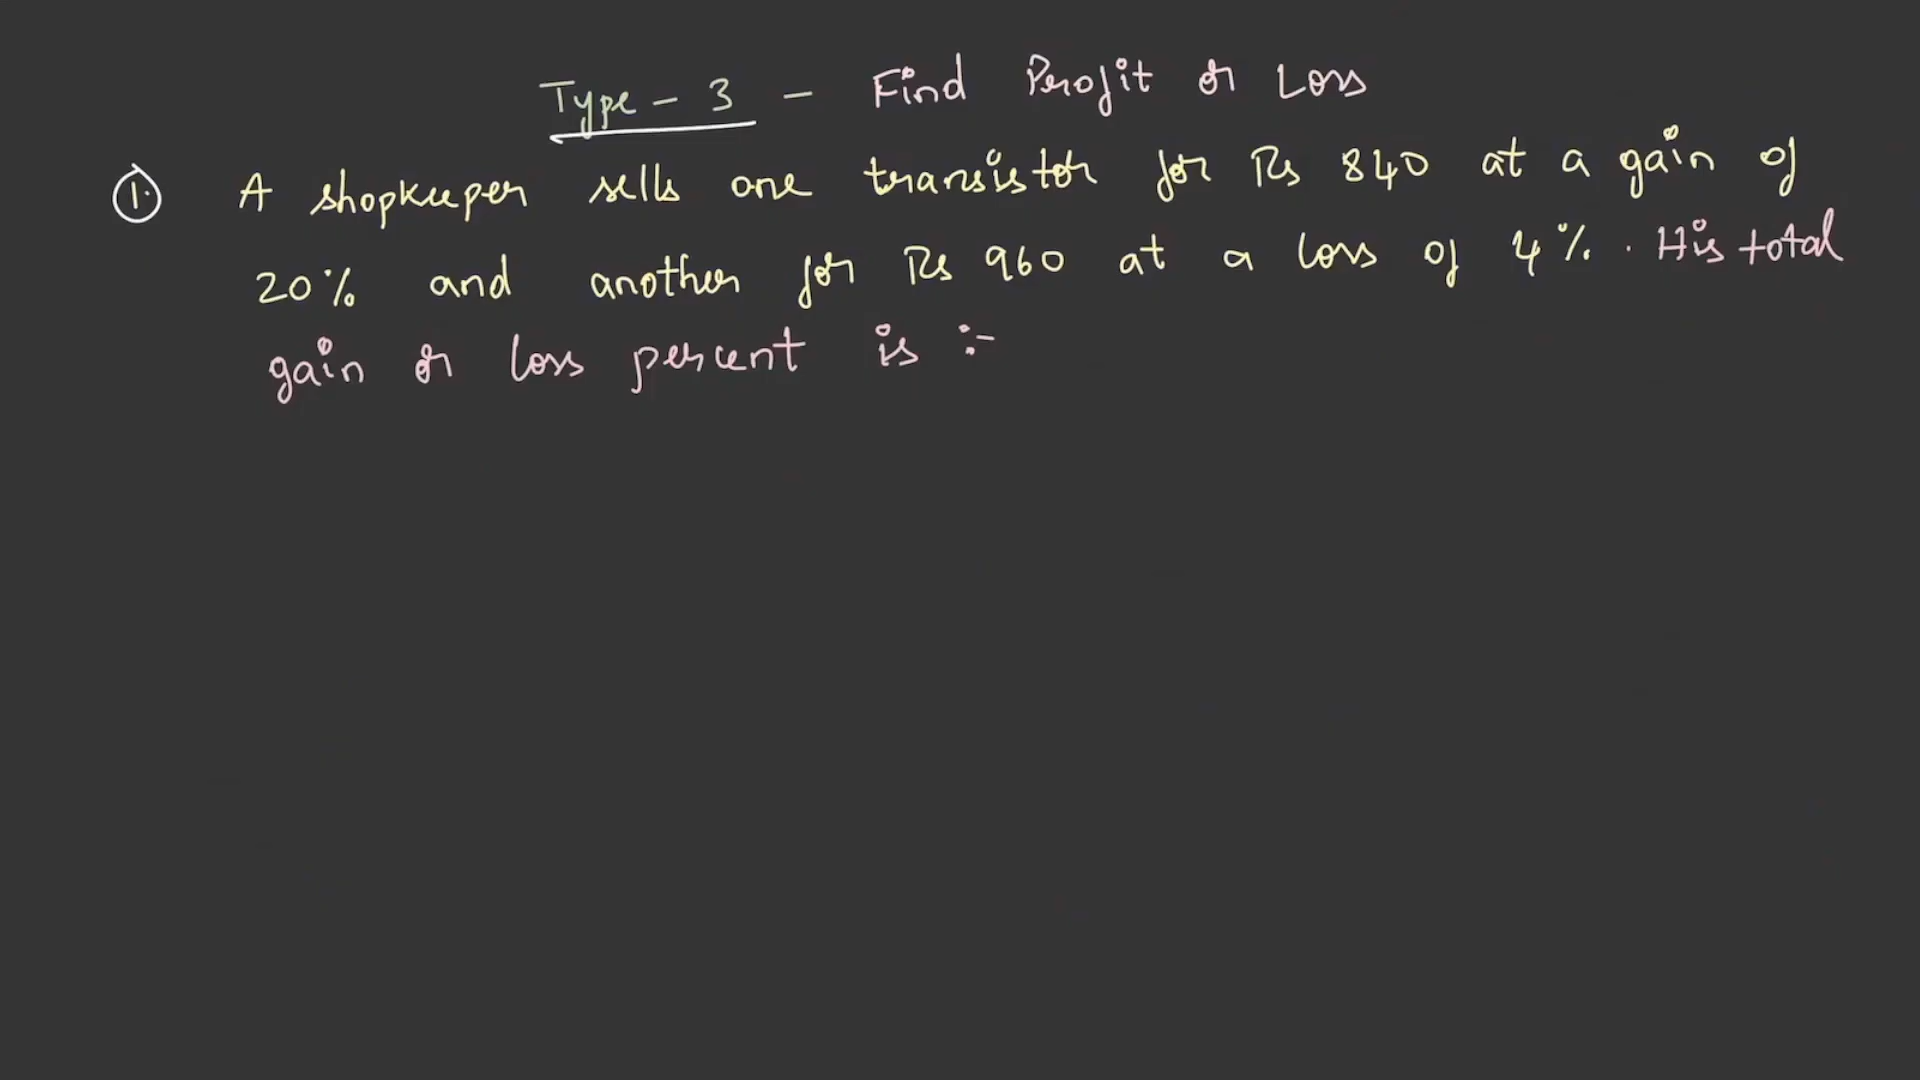 Type - 3 - Find Profit or Loss
1. A shopkeeper sells one transistor for Rs 840 at a gain of
20% and another for Rs 960 at a loss of 4%. His total
gain or loss percent is :-